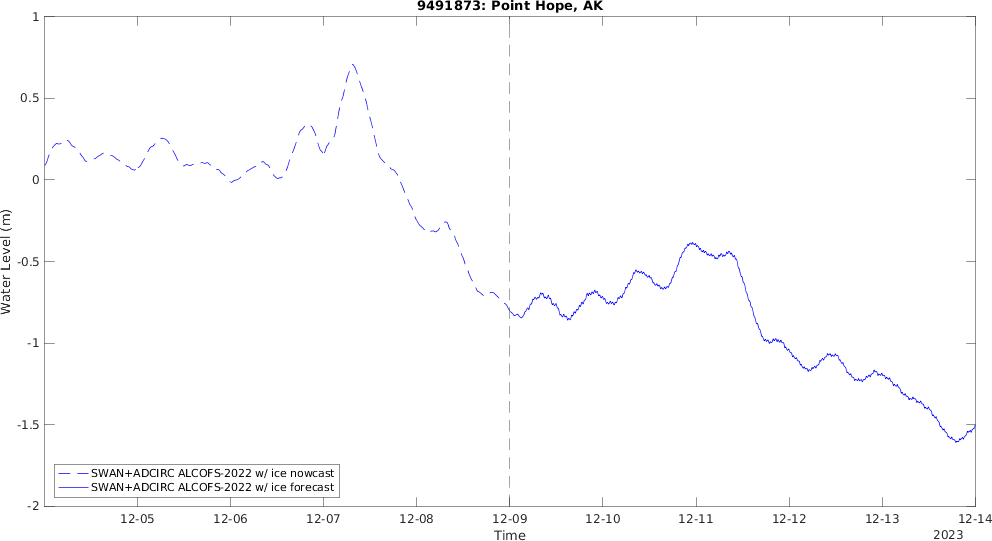 9491873: Point Hope, AK
1
0.5
0
-0.5
-1
-1.5
-2
Water Level (m)
SWAN+ADCIRC ALCOFS-2022 w/ ice nowcast
SWAN+ADCIRC ALCOFS-2022 w/ ice forecast
12-05 12-06 12-07 12-08 12-09 12-10 12-11 12-12 12-13 12-14
Time
2023